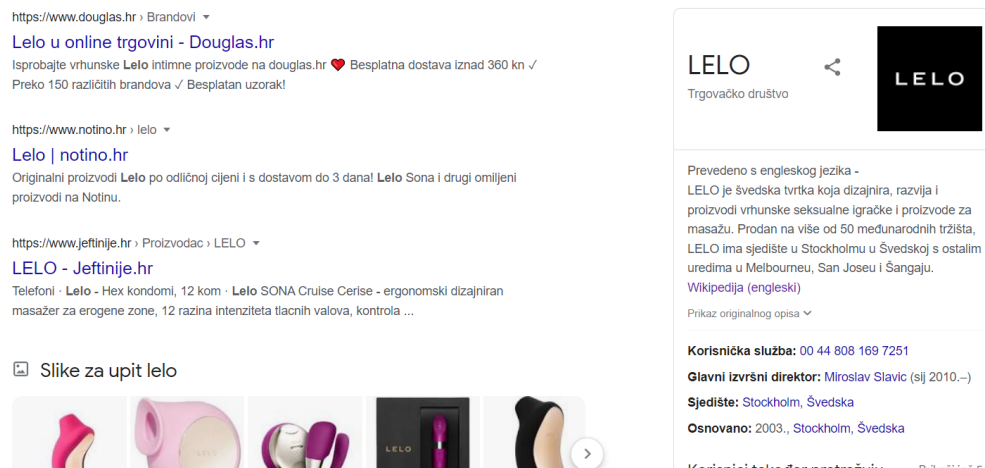 https://www.douglas.hr › Brandovi
Lelo u online trgovini - Douglas.hr
Isprobajte vrhunske Lelo intimne proizvode na douglas.hr ❤️ Besplatna dostava iznad 360 kn ✓
Preko 150 različitih brandova ✓ Besplatan uzorak!
https://www.notino.hr › lelo
Lelo | notino.hr
Originalni proizvodi Lelo po odličnoj cijeni i s dostavom do 3 dana! Lelo Sona i drugi omiljeni
proizvodi na Notinu.
https://www.jeftinije.hr › Proizvodac › LELO
LELO - Jeftinije.hr
Telefoni · Lelo - Hex kondomi, 12 kom · Lelo SONA Cruise Cerise - ergonomski dizajniran
masažer za erogene zone, 12 razina intenziteta tlacnih valova, kontrola ...
Slike za upit lelo
LELO
LELO
Trgovačko društvo
LELO
Prevedeno s engleskog jezika -
LELO je švedska tvrtka koja dizajnira, razvija i
proizvodi vrhunske seksualne igračke i proizvode za
masažu. Prodan na više od 50 međunarodnih tržišta,
LELO ima sjedište u Stockholmu u Švedskoj s ostalim
uredima u Melbourneu, San Joseu i Šangaju.
Wikipedija (engleski)
Prikaz originalnog opisa
Korisnička služba: 00 44 808 169 7251
Glavni izvršni direktor: Miroslav Slavic (sij 2010.–)
Sjedište: Stockholm, Švedska
Osnovano: 2003., Stockholm, Švedska
Korisnici također pretražuju